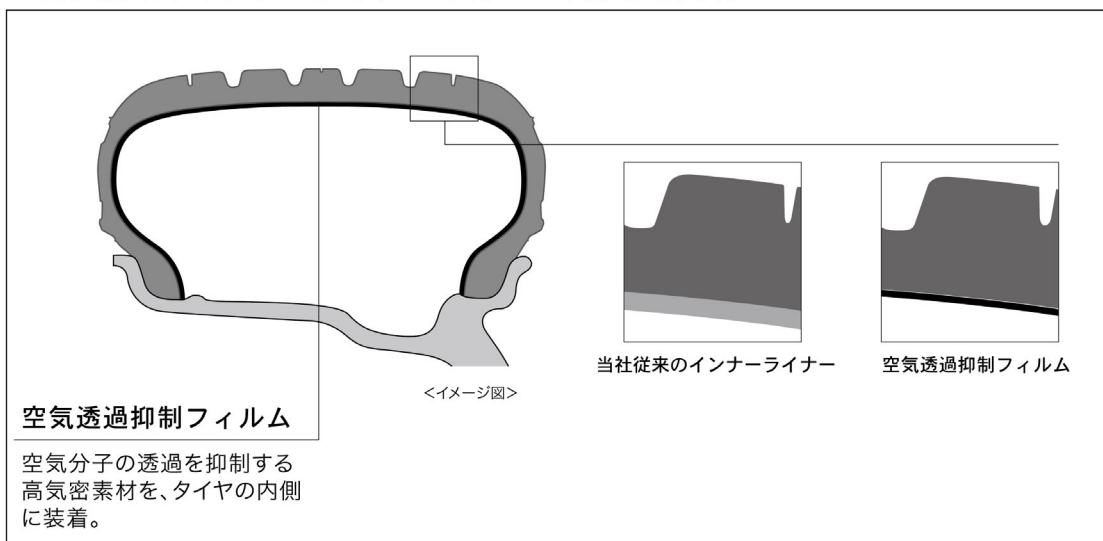 当社従来のインナーライナー
空気透過抑制フィルム
<イメージ図>
空気透過抑制フィルム
空気分子の透過を抑制する
高気密素材を、タイヤの内側
に装着。